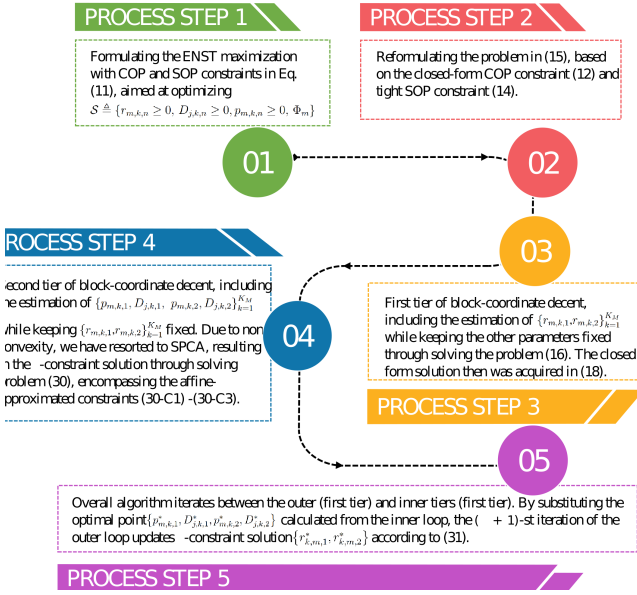 PROCESS STEP 1
Formulating the ENST maximization
with COP and SOP constraints in Eq.
(11), aimed at optimizing
𝒮 ≜ {r_{m,k,n} ≥ 0, D_{j,k,n} ≥ 0, p_{m,k,n} ≥ 0, Φ_m}
01
PROCESS STEP 2
Reformulating the problem in (15), based
on the closed-form COP constraint (12) and
tight SOP constraint (14).
02
03
First tier of block-coordinate decent,
including the estimation of {r_{m,k,1}, r_{m,k,2}}_{k=1}^{K_M}
while keeping the other parameters fixed
through solving the problem (16). The closed
form solution then was acquired in (18).
PROCESS STEP 3
ROCESS STEP 4
econd tier of block-coordinate decent, including
he estimation of {p_{m,k,1}, D_{j,k,1}, p_{m,k,2}, D_{j,k,2}}_{k=1}^{K_M}
while keeping {r_{m,k,1}, r_{m,k,2}}_{k=1}^{K_M} fixed. Due to non
onvexity, we have resorted to SPCA, resulting
n the -constraint solution through solving
roblem (30), encompassing the affine-
pproximated constraints (30-C1) -(30-C3).
04
05
Overall algorithm iterates between the outer (first tier) and inner tiers (first tier). By substituting the
optimal point{p*_{m,k,1}, D*_{j,k,1}, p*_{m,k,2}, D*_{j,k,2}} calculated from the inner loop, the ( + 1)-st iteration of the
outer loop updates -constraint solution{r*_{k,m,1}, r*_{k,m,2}} according to (31).
PROCESS STEP 5